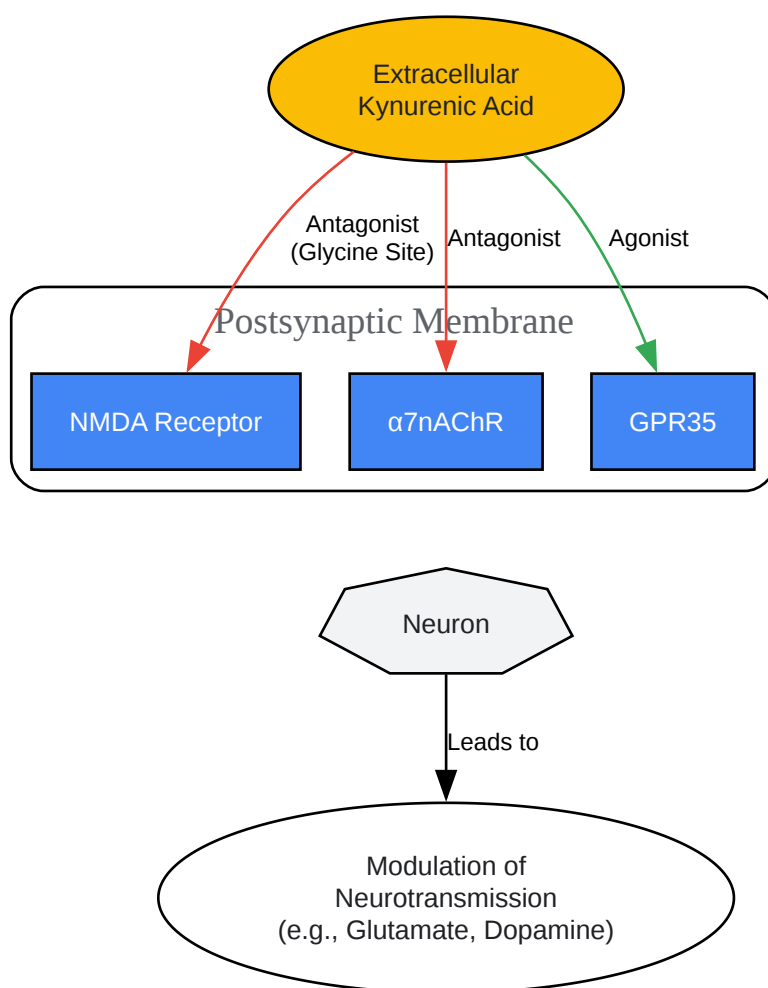 Extracellular
Kynurenic Acid
Antagonist
(Glycine Site)
Antagonist
Agonist
Postsynaptic Membrane
NMDA Receptor
α7nAChR
GPR35
Neuron
Leads to
Modulation of
Neurotransmission
(e.g., Glutamate, Dopamine)